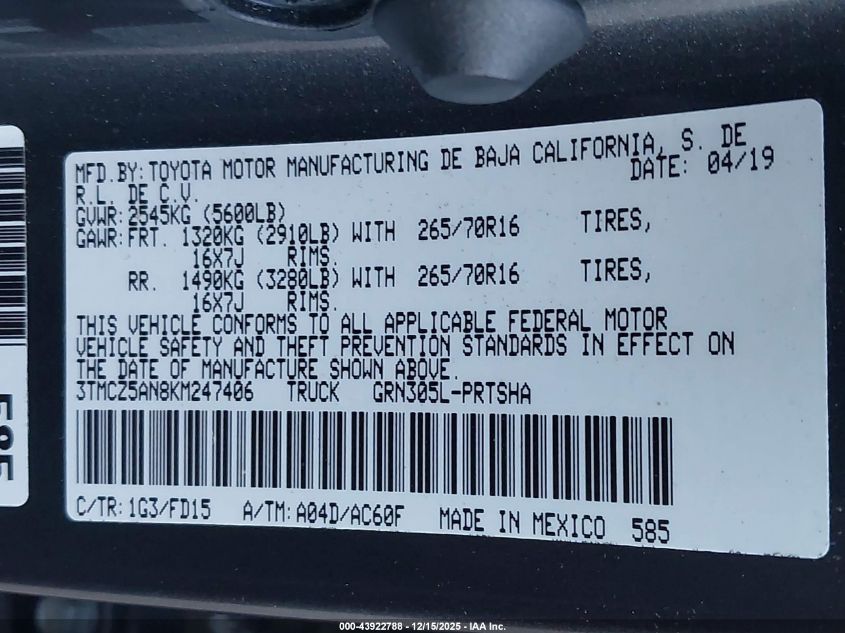 MFD.BY: TOYOTA MOTOR MANUFACTURING DE BAJA CALIFORNIA, S. DE
R.L. DE C.V. DATE: 04/19
GVWR: 2545KG (5600LB)
GAWR: FRT. 1320KG (2910LB) WITH 265/70R16 TIRES,
16X7J RIMS.
RR. 1490KG (3280LB) WITH 265/70R16 TIRES,
16X7J RIMS.
THIS VEHICLE CONFORMS TO ALL APPLICABLE FEDERAL MOTOR
VEHICLE SAFETY AND THEFT PREVENTION STANDARDS IN EFFECT ON
THE DATE OF MANUFACTURE SHOWN ABOVE.
3TMCZ5AN8KM247406 TRUCK GRN305L-PRTSHA
C/TR: 1G3/FD15 A/TM: A04D/AC60F MADE IN MEXICO 585
585
000-43922788 - 12/15/2025 - IAA Inc.